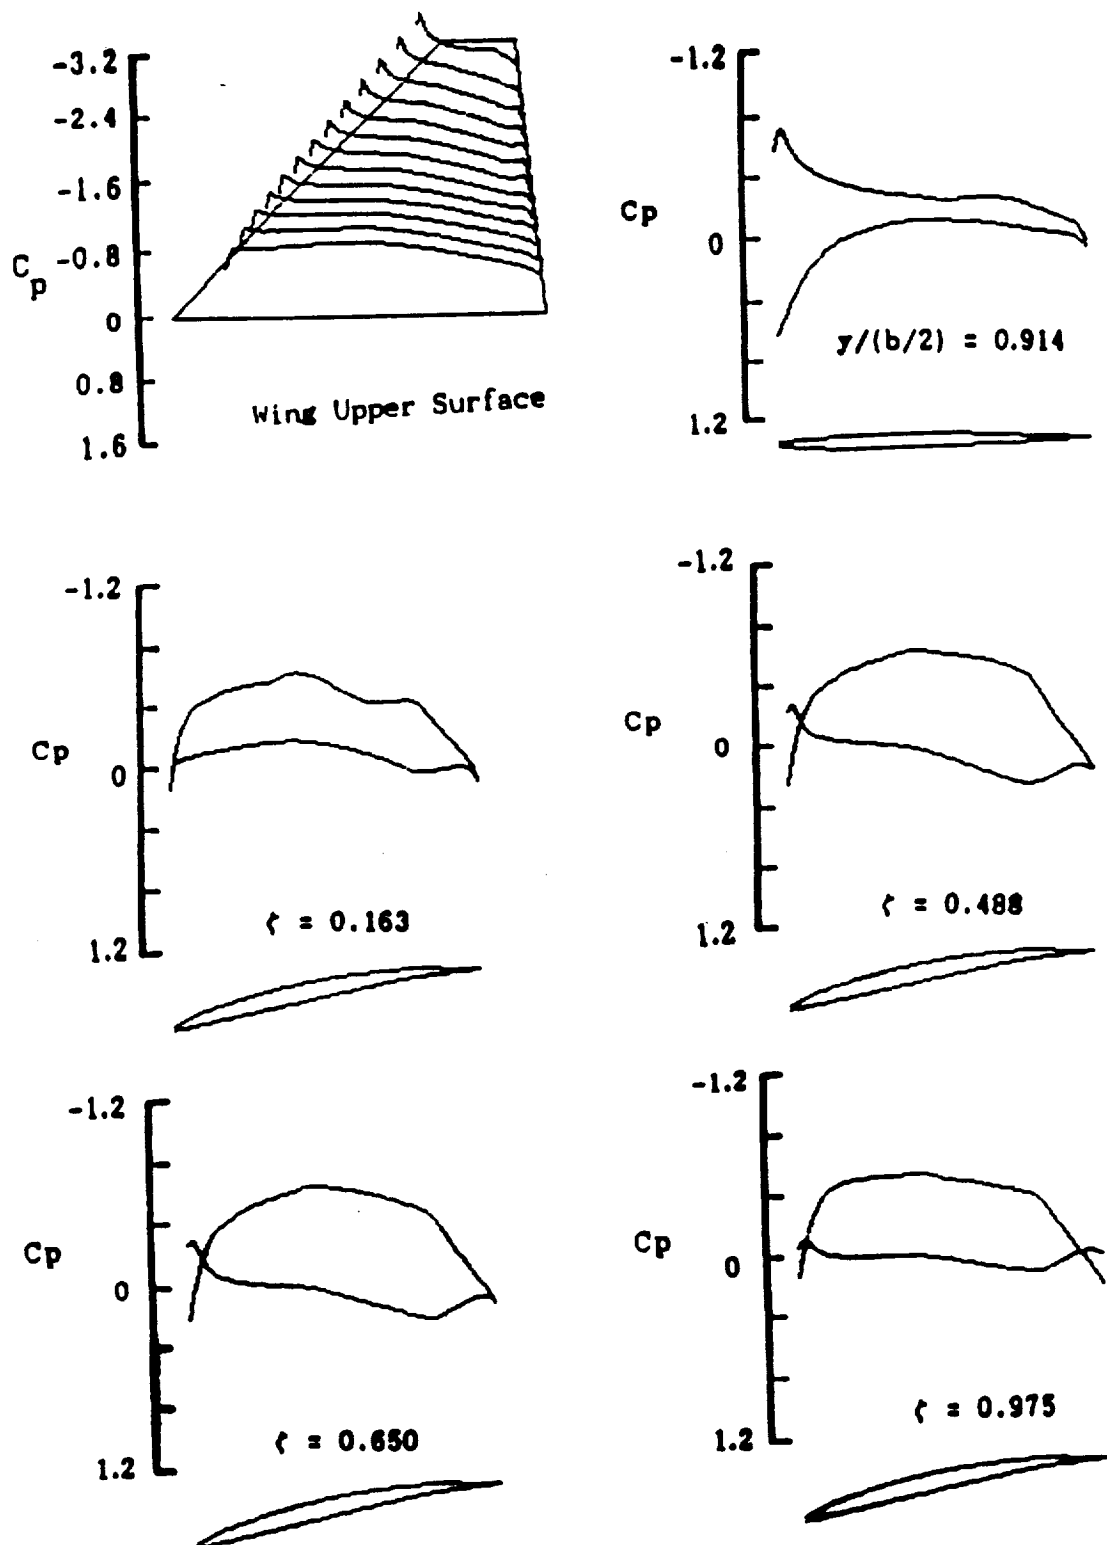 -3.2
-2.4
-1.6
-0.8
0
0.8
1.6
Cp
Wing Upper Surface
-1.2
Cp
0
1.2
y/(b/2) = 0.914
-1.2
Cp
0
1.2
ζ = 0.163
-1.2
Cp
0
1.2
ζ = 0.488
-1.2
Cp
0
1.2
ζ = 0.650
-1.2
Cp
0
1.2
ζ = 0.975